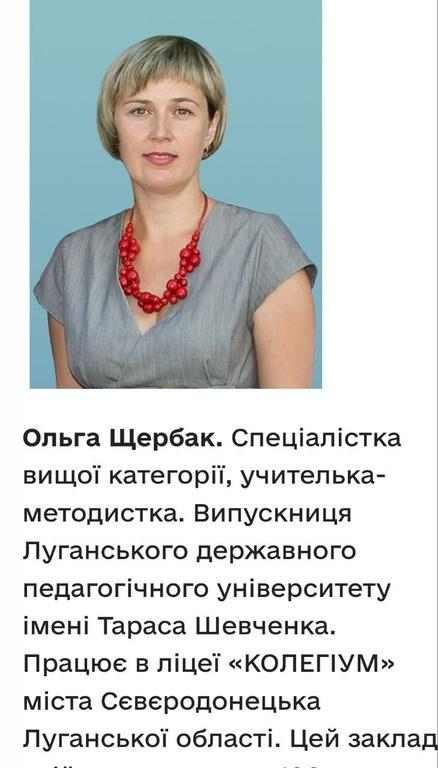 Ольга Щербак. Спеціалістка
вищої категорії, учителька-
методистка. Випускниця
Луганського державного
педагогічного університету
імені Тараса Шевченка.
Працює в ліцеї «КОЛЕГІУМ»
міста Сєвєродонецька
Луганської області. Цей заклад